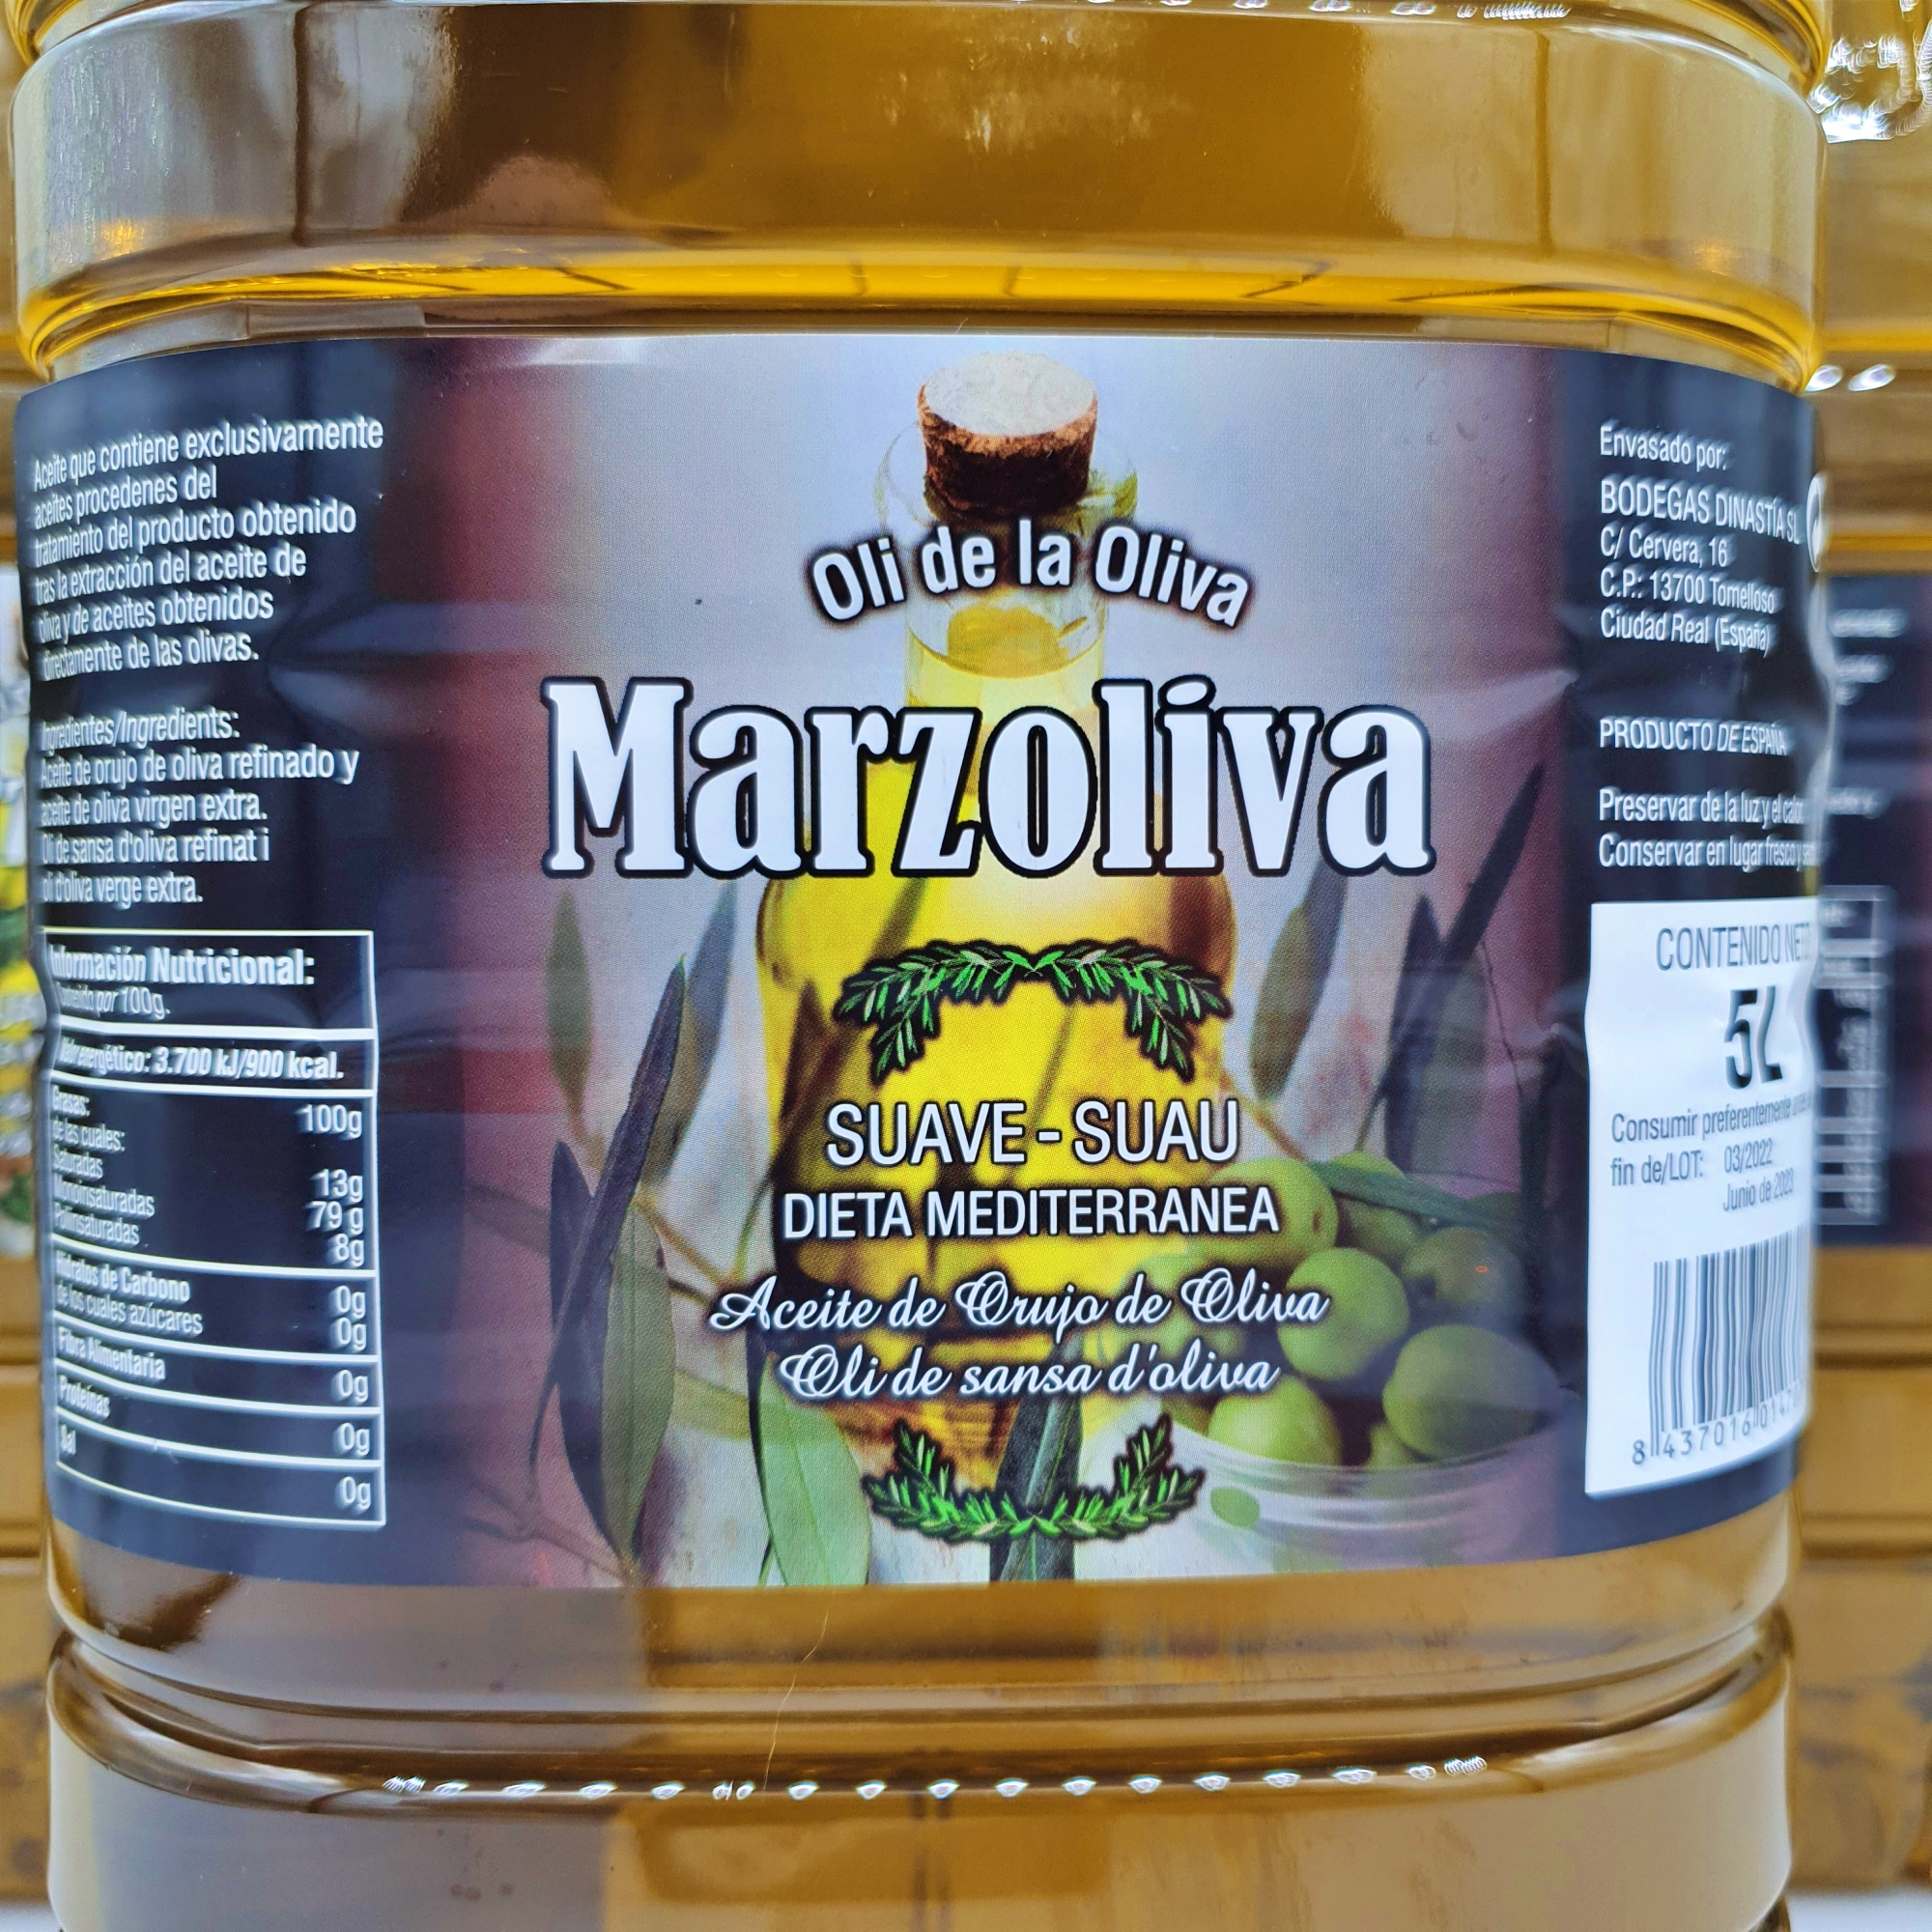 Aceite que contiene exclusivamente
aceites procedenes del
tratamiento del producto obtenido
tras la extracción del aceite de
oliva y de aceites obtenidos
directamente de las olivas.
Ingredientes/Ingredients:
Aceite de orujo de oliva refinado y
aceite de oliva virgen extra.
Oli de sansa d'oliva refinat i
oli d'oliva verge extra.
Información Nutricional:
Contenido por 100g.
Valor energético: 3.700 kJ/900 kcal.
Grasas: 100g
de las cuales:
Saturadas 13g
Monoinsaturadas 79 g
Poliinsaturadas 8g
Hidratos de Carbono 0g
de los cuales azúcares 0g
Fibra Alimentaria 0g
Proteínas 0g
Sal 0g
Oli de la Oliva
Marzoliva
SUAVE - SUAU
DIETA MEDITERRANEA
Aceite de Orujo de Oliva
Oli de sansa d'oliva
Envasado por:
BODEGAS DINASTÍA SL
C/ Cervera, 16
C.P.: 13700 Tomelloso
Ciudad Real (España)
PRODUCTO DE ESPAÑA
Preservar de la luz y el calor
Conservar en lugar fresco y
CONTENIDO
5L
Consumir preferentemente
fin de/LOT: 03/2022
Junio de 2023
8 437016 014